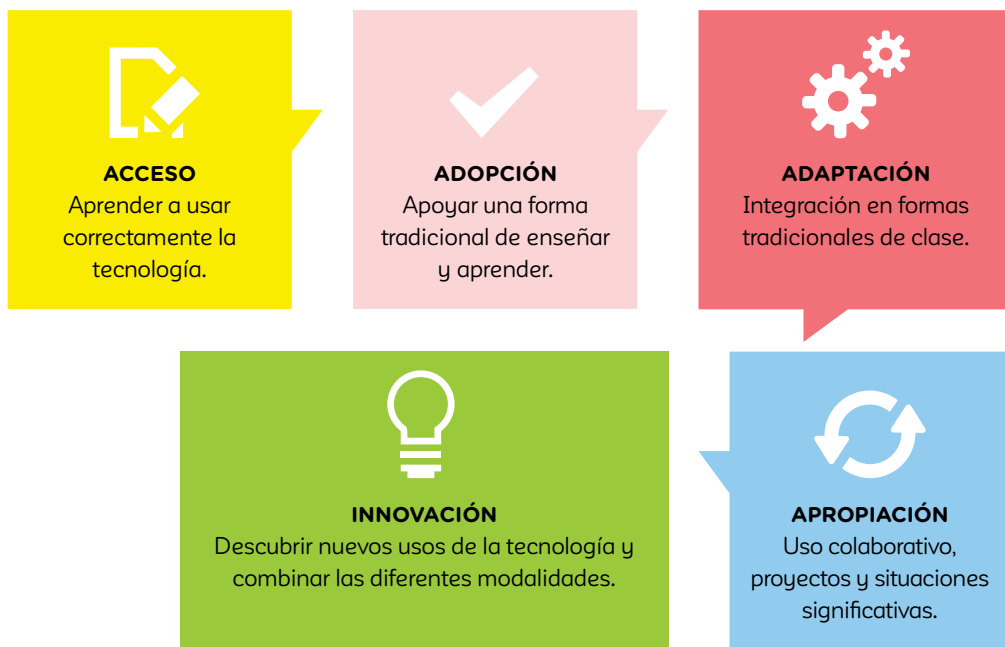 ACCESO
Aprender a usar
correctamente la
tecnología.
ADOPCIÓN
Apoyar una forma
tradicional de enseñar
y aprender.
ADAPTACIÓN
Integración en formas
tradicionales de clase.
APROPIACIÓN
Uso colaborativo,
proyectos y situaciones
significativas.
INNOVACIÓN
Descubrir nuevos usos de la tecnología y
combinar las diferentes modalidades.